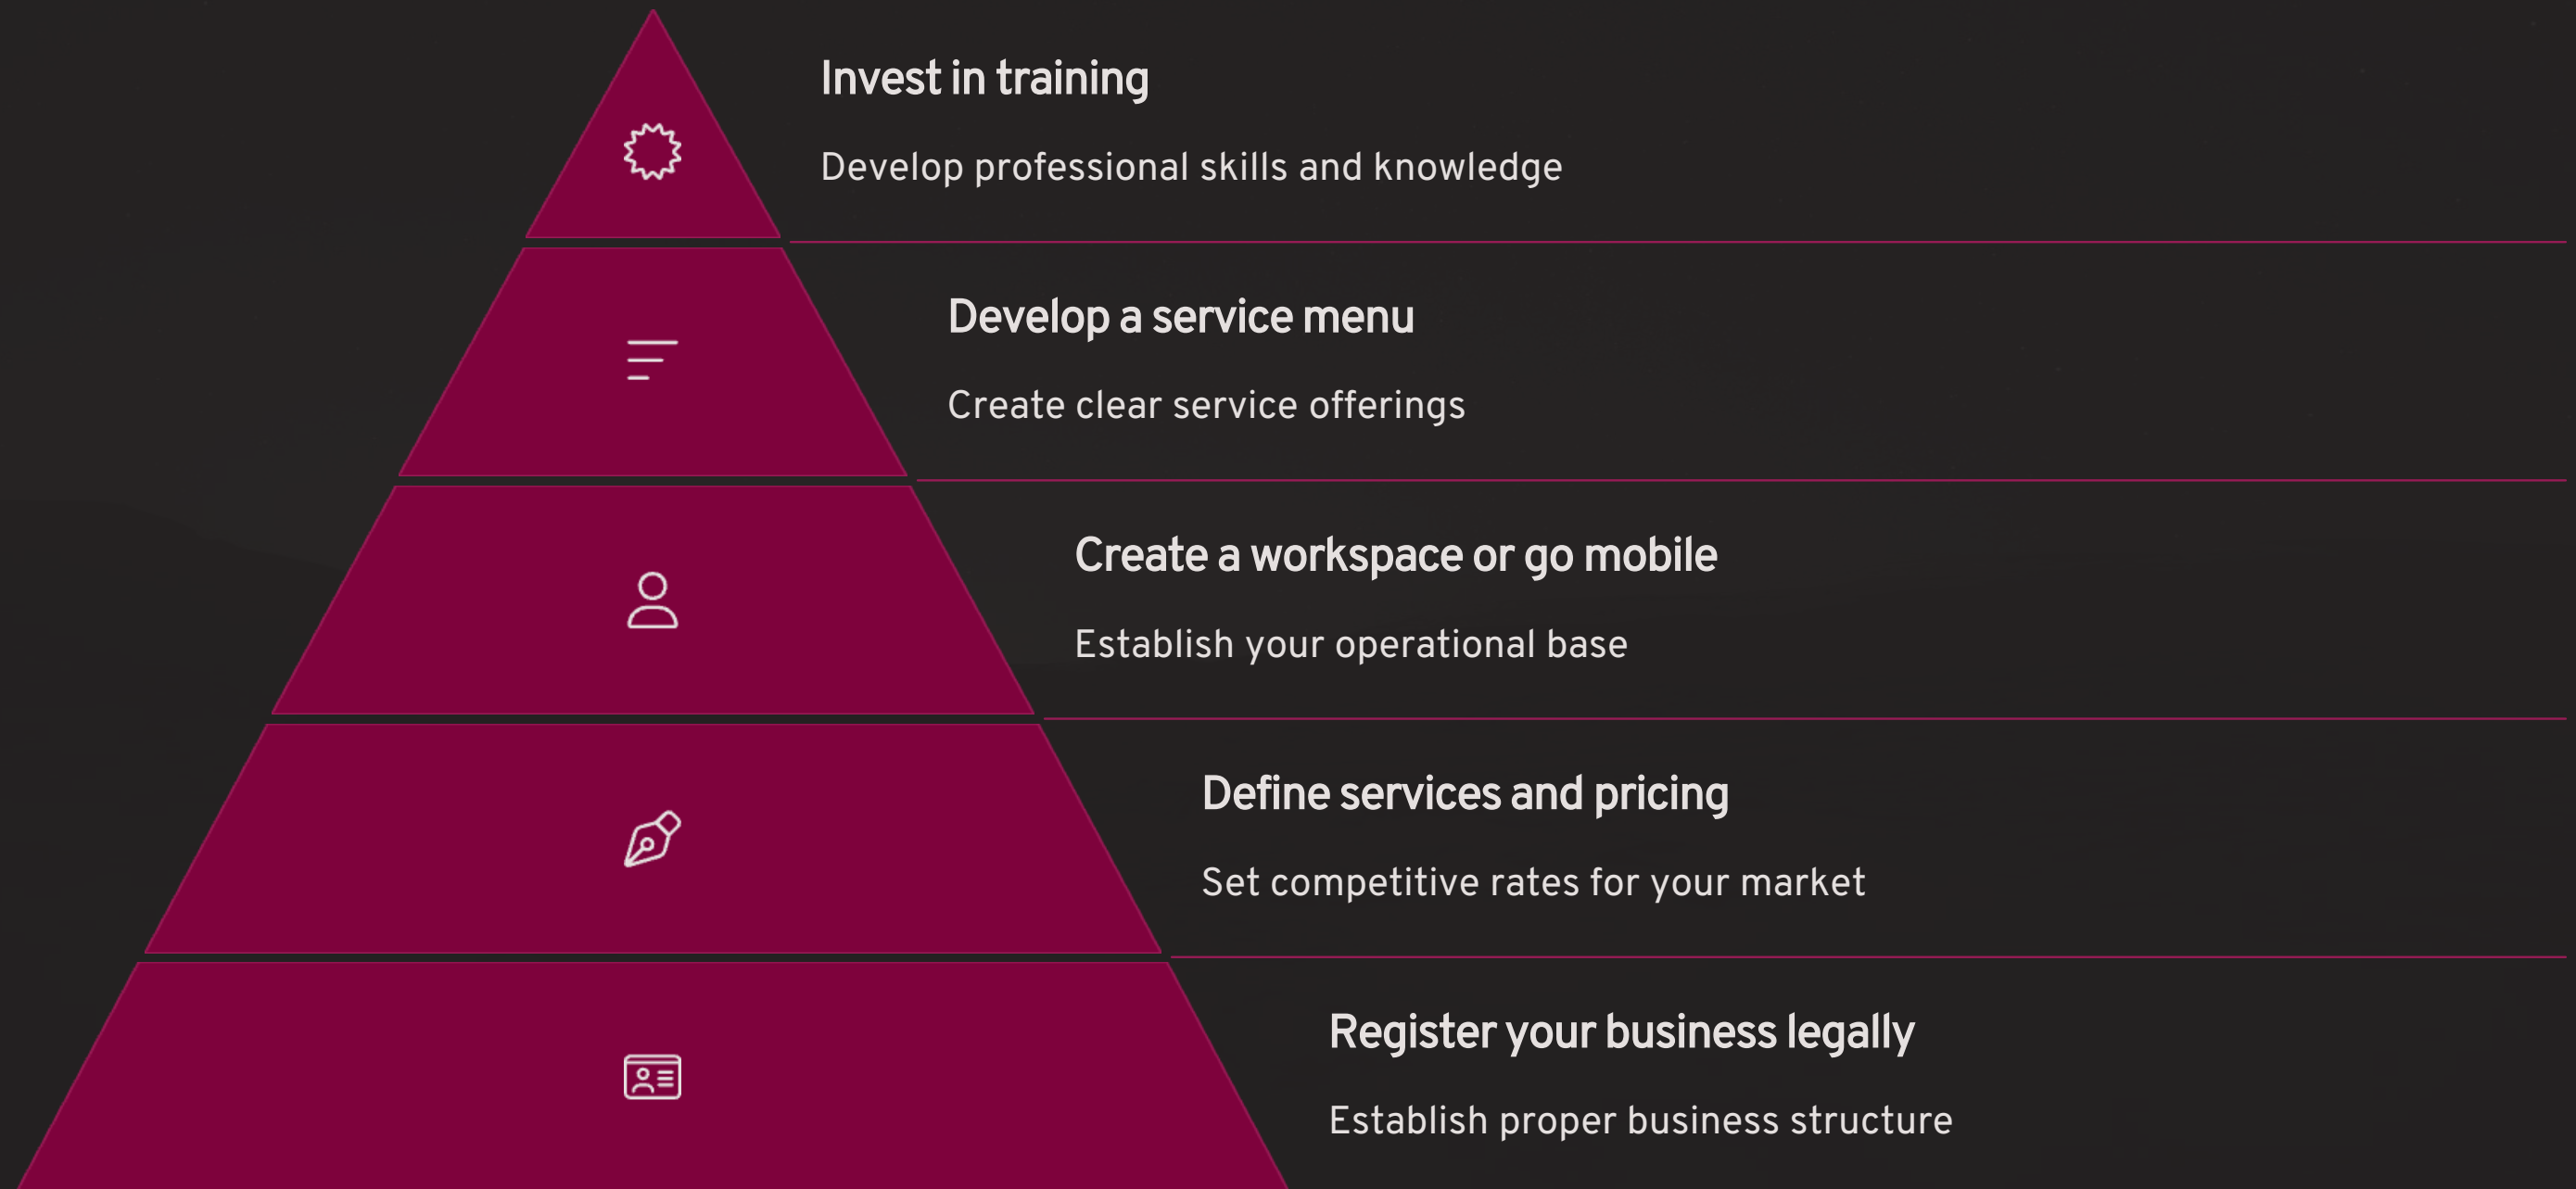 Invest in training
Develop professional skills and knowledge
Develop a service menu
Create clear service offerings
Create a workspace or go mobile
Establish your operational base
Define services and pricing
Set competitive rates for your market
Register your business legally
Establish proper business structure